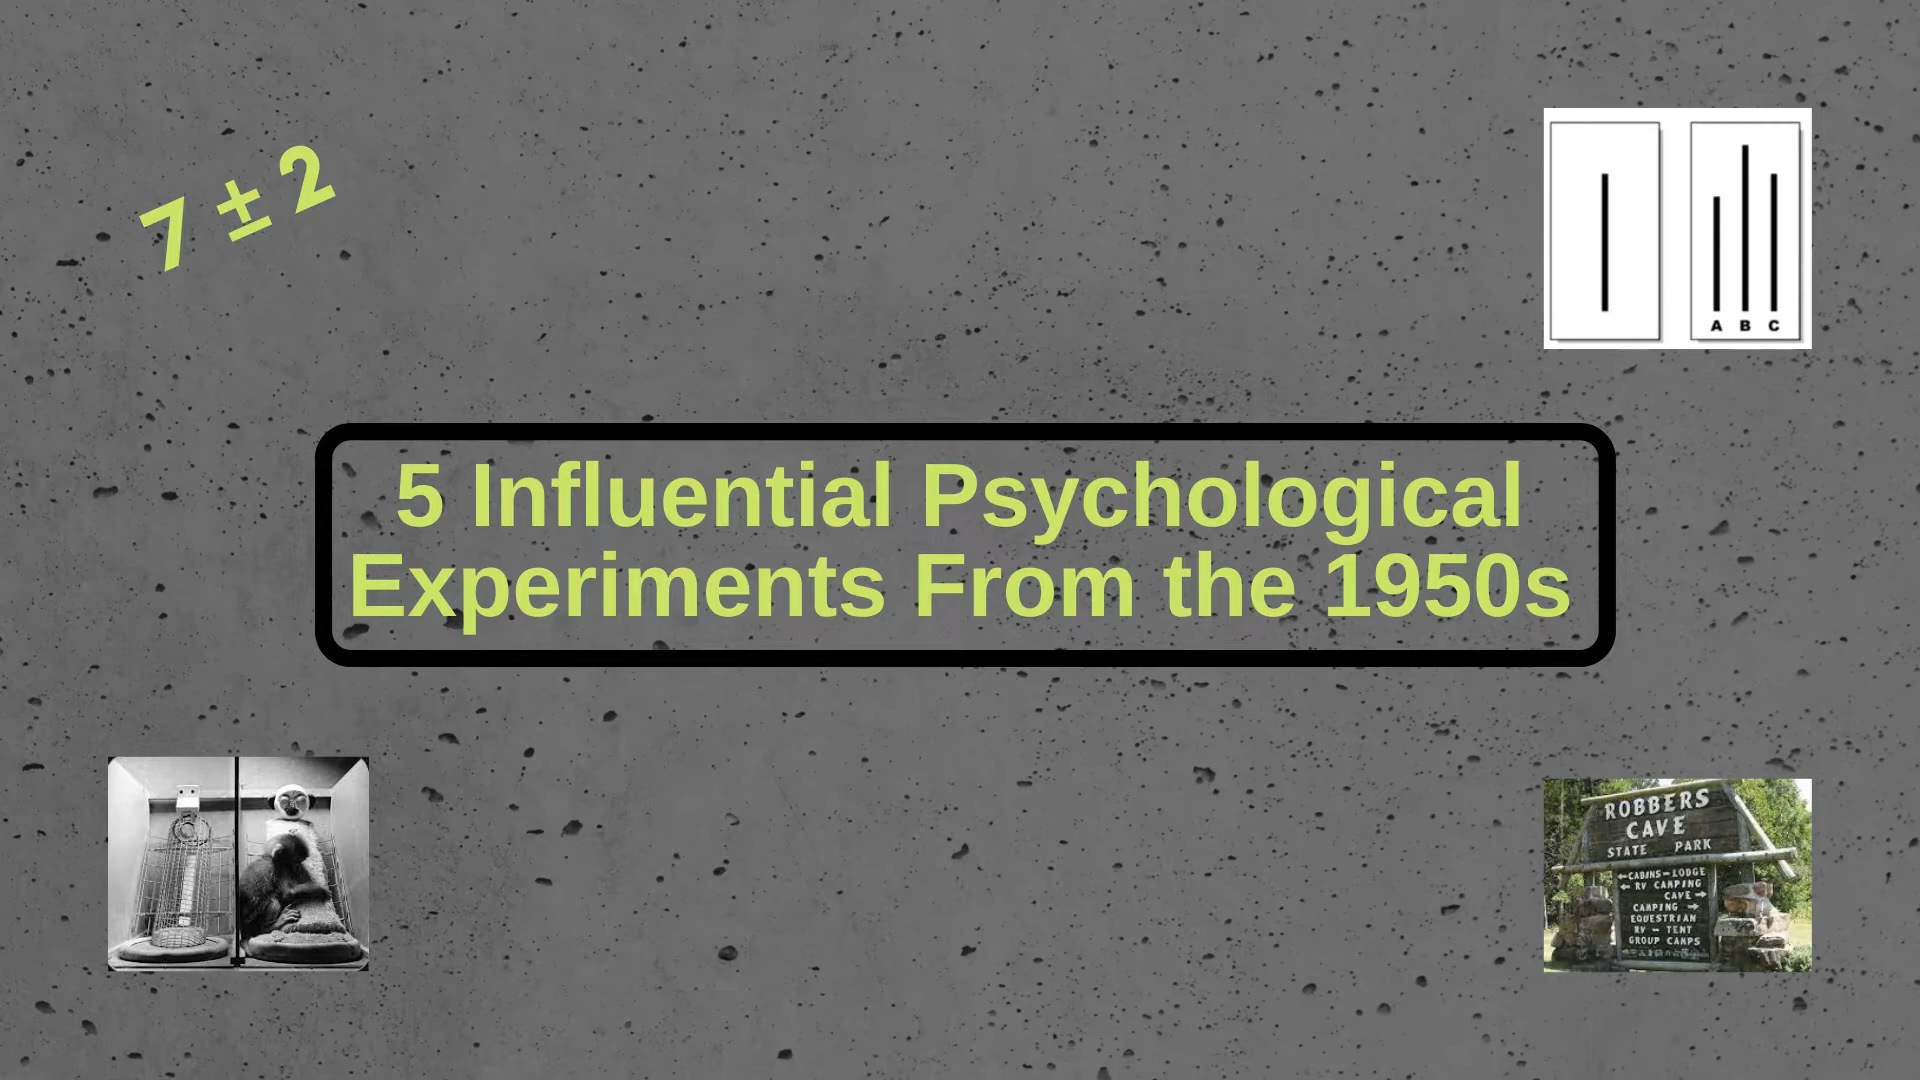 7 ± 2
A B C
5 Influential Psychological
Experiments From the 1950s
ROBBERS
CAVE
STATE PARK
←CABINS–LODGE
← RV CAMPING
CAVE →
CAMPING →
EQUESTRIAN
RV – TENT
GROUP CAMPS